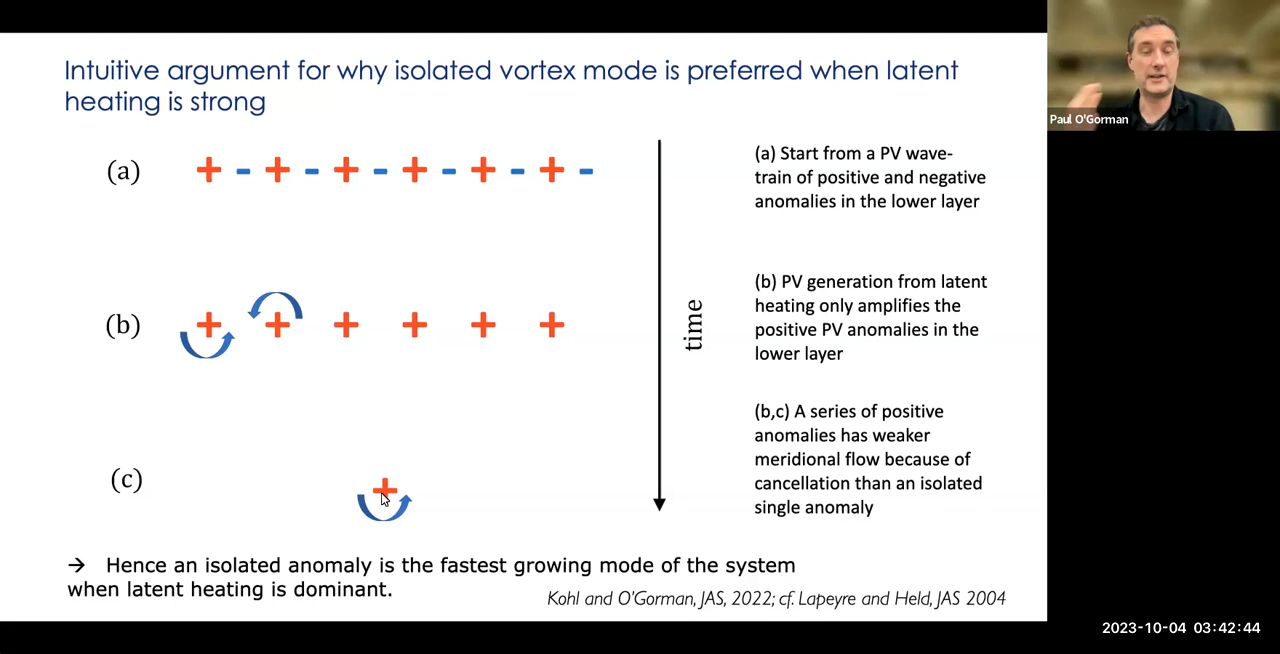 Intuitive argument for why isolated vortex mode is preferred when latent
heating is strong
Paul O'Gorman
(a)
+ - + - + - + - + - + -
(a) Start from a PV wave-
train of positive and negative
anomalies in the lower layer
(b)
+ + + + + +
time
(b) PV generation from latent
heating only amplifies the
positive PV anomalies in the
lower layer
(c)
+
(b,c) A series of positive
anomalies has weaker
meridional flow because of
cancellation than an isolated
single anomaly
→ Hence an isolated anomaly is the fastest growing mode of the system
when latent heating is dominant.
Kohl and O'Gorman, JAS, 2022; cf. Lapeyre and Held, JAS 2004
2023-10-04 03:42:44